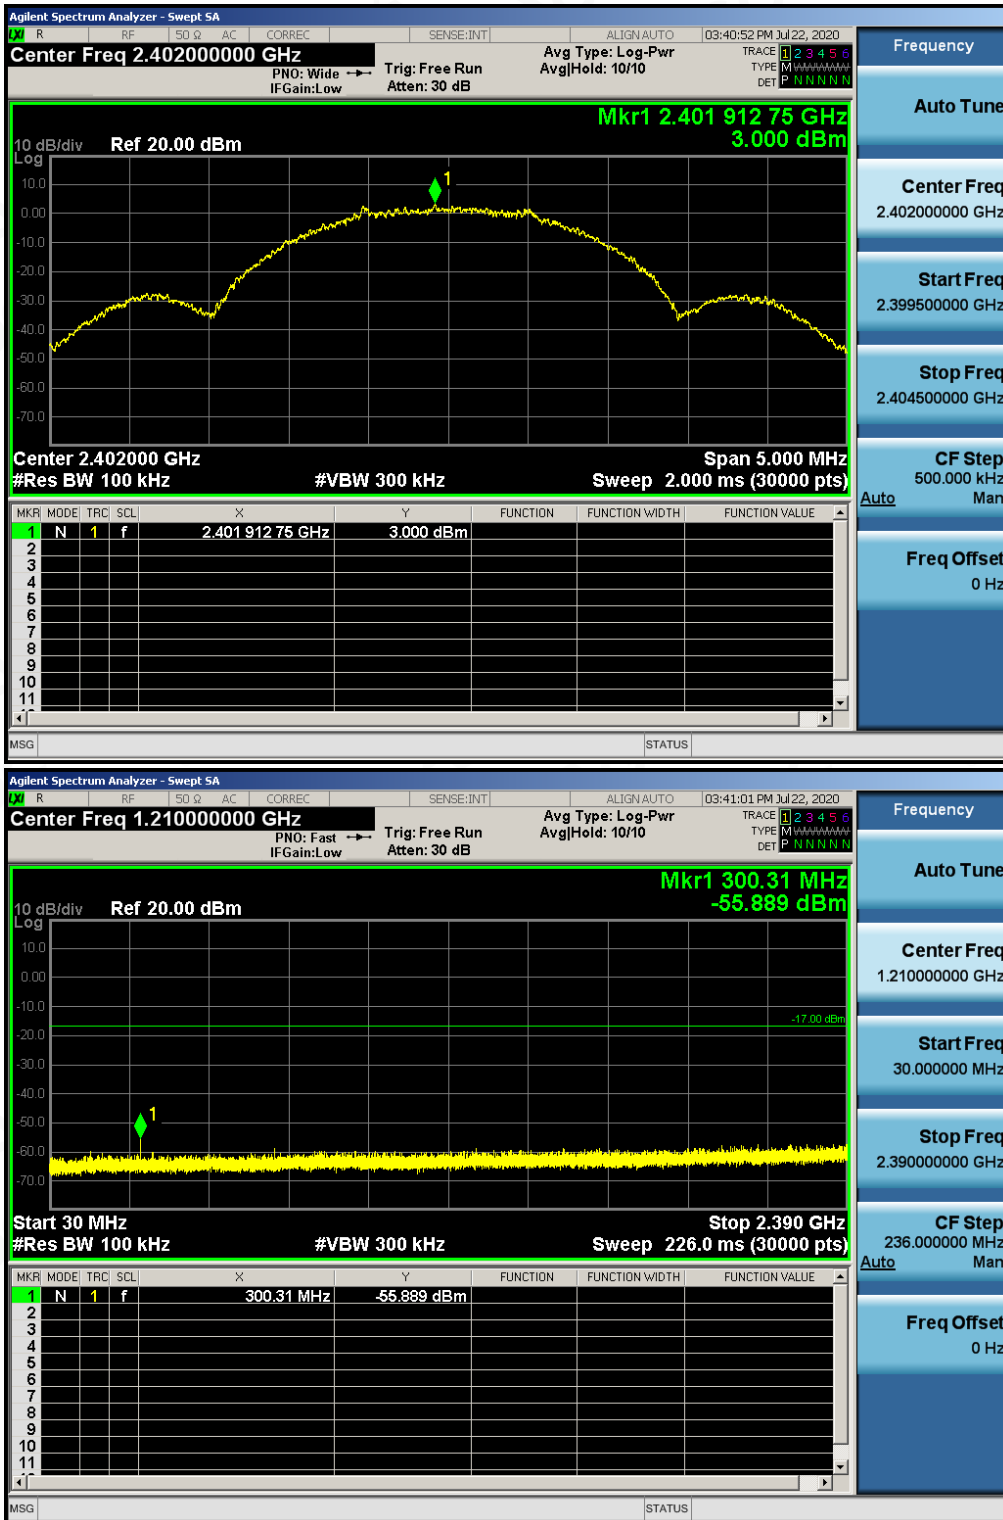 Agilent Spectrum Analyzer - Swept SA
LXI R RF 50 Ω AC CORREC SENSE:INT ALIGN AUTO 03:40:52 PM Jul 22, 2020
Center Freq 2.402000000 GHz
PNO: Wide
IFGain:Low
Trig: Free Run
Atten: 30 dB
Avg Type: Log-Pwr
Avg|Hold: 10/10
TRACE 1 2 3 4 5 6
TYPE M W W W W W
DET P N N N N N
Mkr1 2.401 912 75 GHz
3.000 dBm
10 dB/div Ref 20.00 dBm
Log
10.0
0.00
-10.0
-20.0
-30.0
-40.0
-50.0
-60.0
-70.0
1
Center 2.402000 GHz Span 5.000 MHz
#Res BW 100 kHz #VBW 300 kHz Sweep 2.000 ms (30000 pts)
MKR MODE TRC SCL X Y FUNCTION FUNCTION WIDTH FUNCTION VALUE
1 N 1 f 2.401 912 75 GHz 3.000 dBm
2
3
4
5
6
7
8
9
10
11
MSG STATUS
Frequency
Auto Tune
Center Freq
2.402000000 GHz
Start Freq
2.399500000 GHz
Stop Freq
2.404500000 GHz
CF Step
500.000 kHz
Auto Man
Freq Offset
0 Hz
Agilent Spectrum Analyzer - Swept SA
LXI R RF 50 Ω AC CORREC SENSE:INT ALIGN AUTO 03:41:01 PM Jul 22, 2020
Center Freq 1.210000000 GHz
PNO: Fast
IFGain:Low
Trig: Free Run
Atten: 30 dB
Avg Type: Log-Pwr
Avg|Hold: 10/10
TRACE 1 2 3 4 5 6
TYPE M W W W W W
DET P N N N N N
Mkr1 300.31 MHz
-55.889 dBm
10 dB/div Ref 20.00 dBm
Log
10.0
0.00
-10.0
-20.0
-30.0
-40.0
-50.0
-60.0
-70.0
-17.00 dBm
1
Start 30 MHz Stop 2.390 GHz
#Res BW 100 kHz #VBW 300 kHz Sweep 226.0 ms (30000 pts)
MKR MODE TRC SCL X Y FUNCTION FUNCTION WIDTH FUNCTION VALUE
1 N 1 f 300.31 MHz -55.889 dBm
2
3
4
5
6
7
8
9
10
11
MSG STATUS
Frequency
Auto Tune
Center Freq
1.210000000 GHz
Start Freq
30.000000 MHz
Stop Freq
2.390000000 GHz
CF Step
236.000000 MHz
Auto Man
Freq Offset
0 Hz